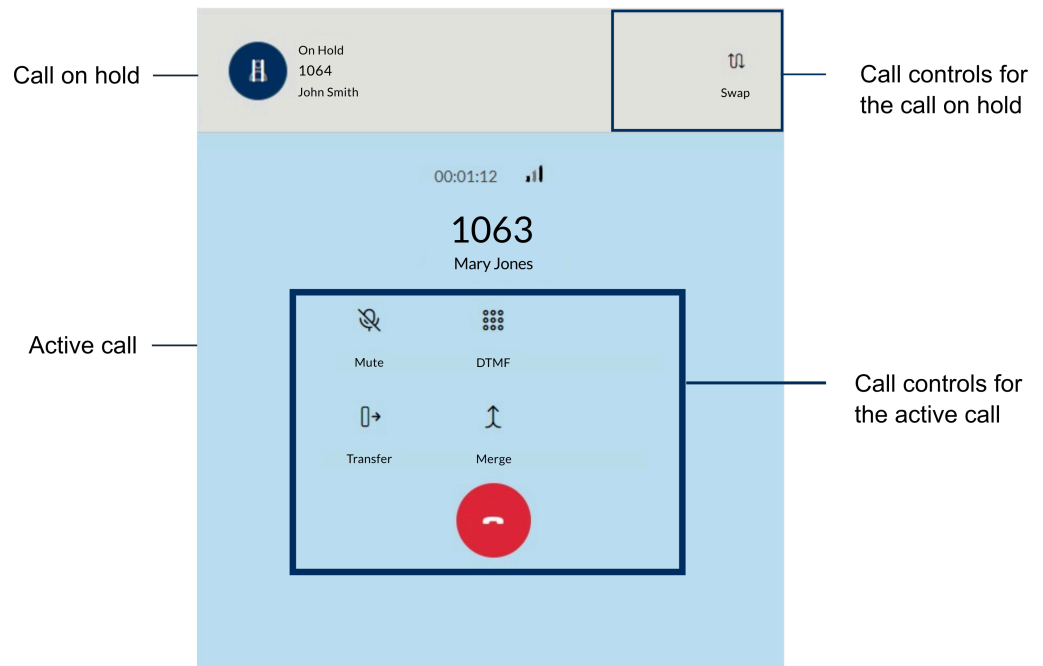 Call on hold
On Hold
1064
John Smith
Swap
Call controls for
the call on hold
00:01:12
1063
Mary Jones
Active call
Mute
DTMF
Transfer
Merge
Call controls for
the active call